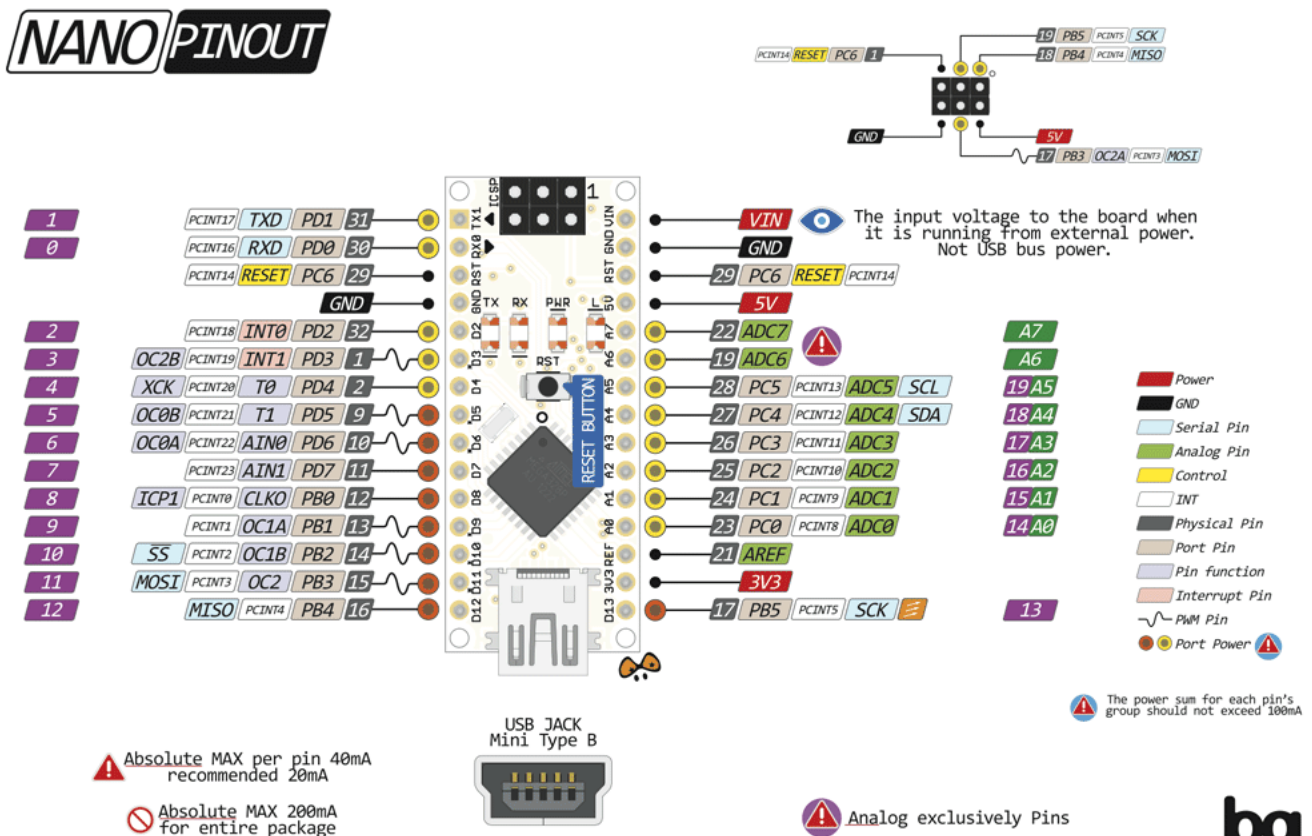 NANO PINOUT
19 PB5 PCINT5 SCK
PCINT14 RESET PC6 1
18 PB4 PCINT4 MISO
GND
5V
17 PB3 OC2A PCINT3 MOSI
ICSP
1
1 PCINT17 TXD PD1 31 TX1 VIN VIN
The input voltage to the board when
it is running from external power.
Not USB bus power.
0 PCINT16 RXD PD0 30 RX0 GND GND
PCINT14 RESET PC6 29 RST RST 29 PC6 RESET PCINT14
GND GND 5V 5V
TX RX PWR L
2 PCINT18 INT0 PD2 32 D2 A7 22 ADC7 A7
3 OC2B PCINT19 INT1 PD3 1 D3 A6 19 ADC6 A6
RST
4 XCK PCINT20 T0 PD4 2 D4 A5 28 PC5 PCINT13 ADC5 SCL 19 A5
5 OC0B PCINT21 T1 PD5 9 D5 A4 27 PC4 PCINT12 ADC4 SDA 18 A4
6 OC0A PCINT22 AIN0 PD6 10 D6 A3 26 PC3 PCINT11 ADC3 17 A3
7 PCINT23 AIN1 PD7 11 D7 A2 25 PC2 PCINT10 ADC2 16 A2
8 ICP1 PCINT0 CLKO PB0 12 D8 A1 24 PC1 PCINT9 ADC1 15 A1
9 PCINT1 OC1A PB1 13 D9 A0 23 PC0 PCINT8 ADC0 14 A0
10 SS PCINT2 OC1B PB2 14 D10 REF 21 AREF
11 MOSI PCINT3 OC2 PB3 15 D11 3V3 3V3
12 MISO PCINT4 PB4 16 D12 D13 17 PB5 PCINT5 SCK 13
RESET BUTTON
Power
GND
Serial Pin
Analog Pin
Control
INT
Physical Pin
Port Pin
Pin function
Interrupt Pin
PWM Pin
Port Power
The power sum for each pin's
group should not exceed 100mA
USB JACK
Mini Type B
Absolute MAX per pin 40mA
recommended 20mA
Absolute MAX 200mA
for entire package
Analog exclusively Pins
bq